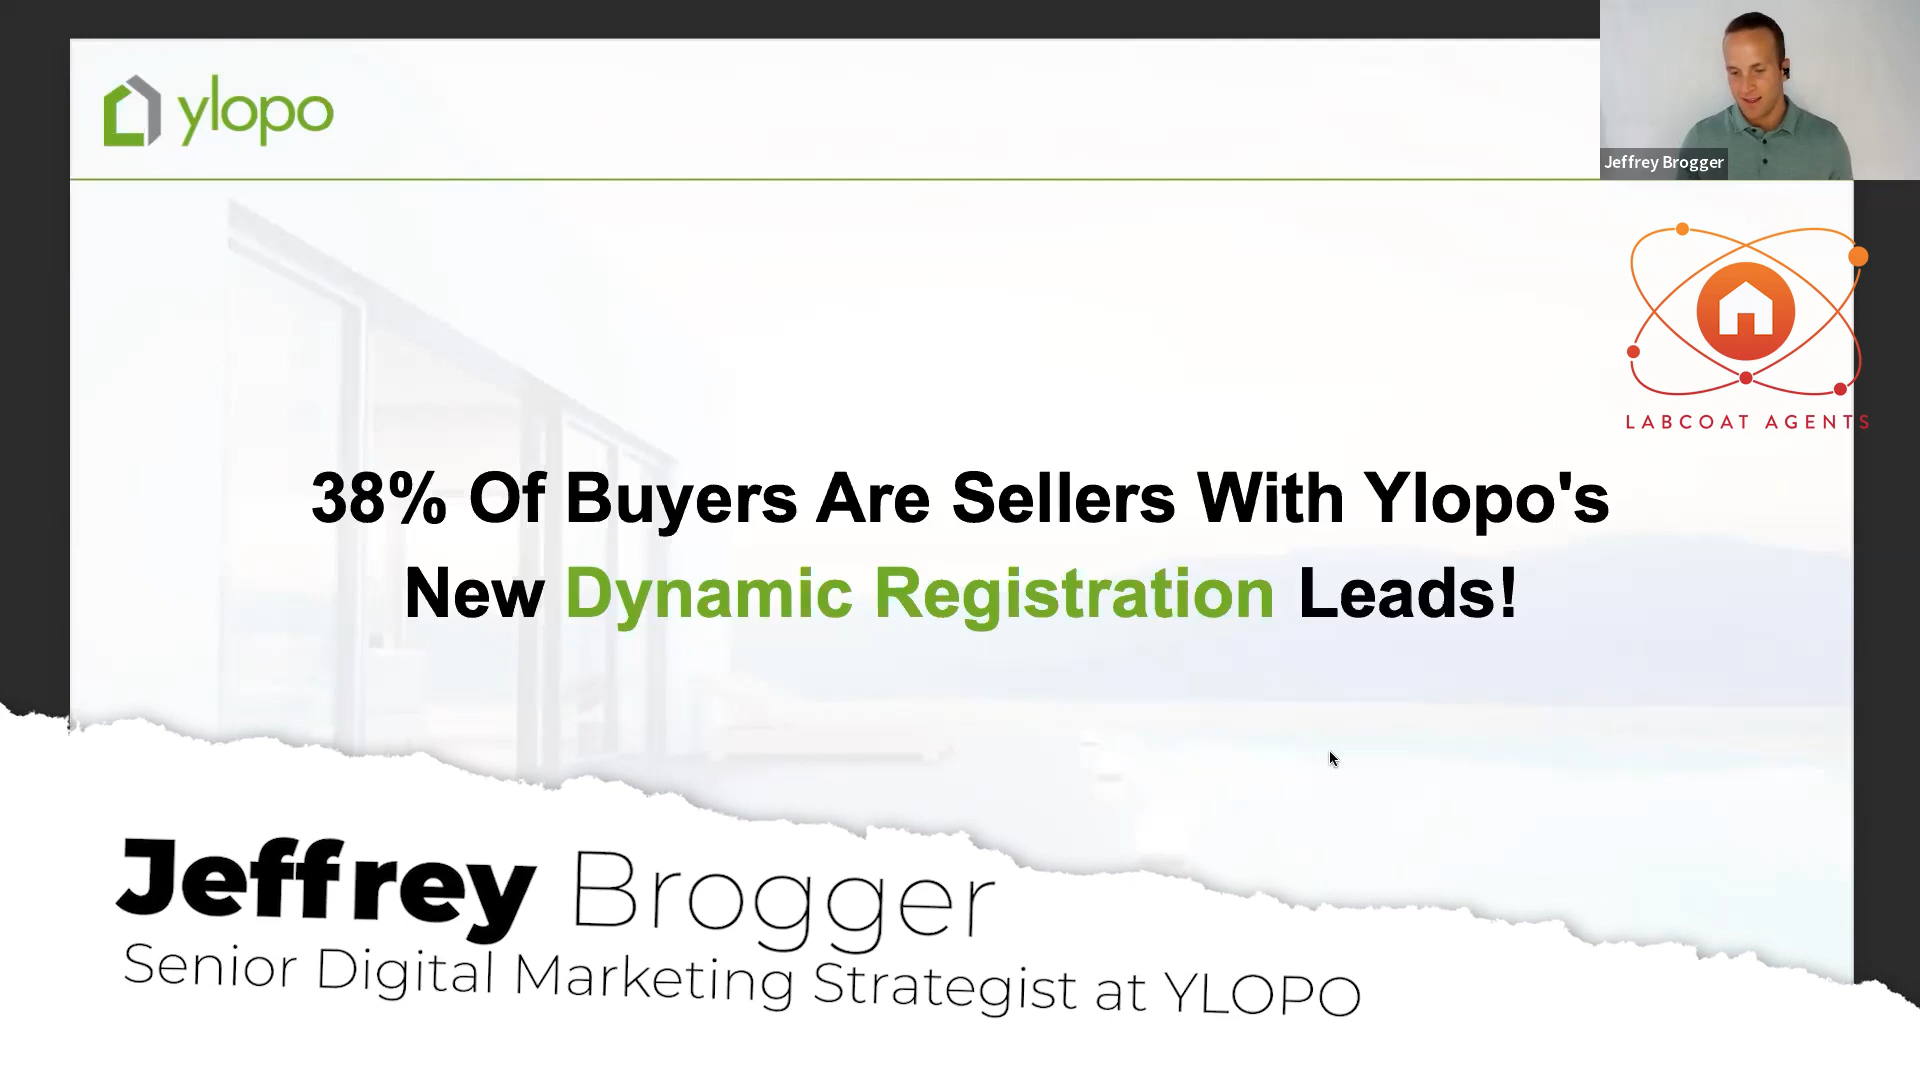 ylopo
Jeffrey Brogger
LABCOAT AGENTS
38% Of Buyers Are Sellers With Ylopo's
New Dynamic Registration Leads!
Jeffrey Brogger
Senior Digital Marketing Strategist at YLOPO